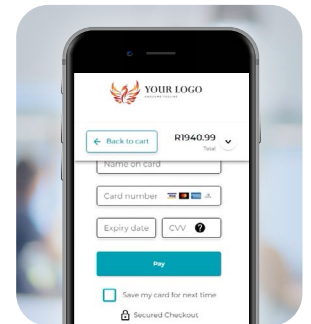 YOUR LOGO
Back to cart
R1940.99
Total
Name on card
Card number
Expiry date
CVV
Pay
Save my card for next time
Secured Checkout